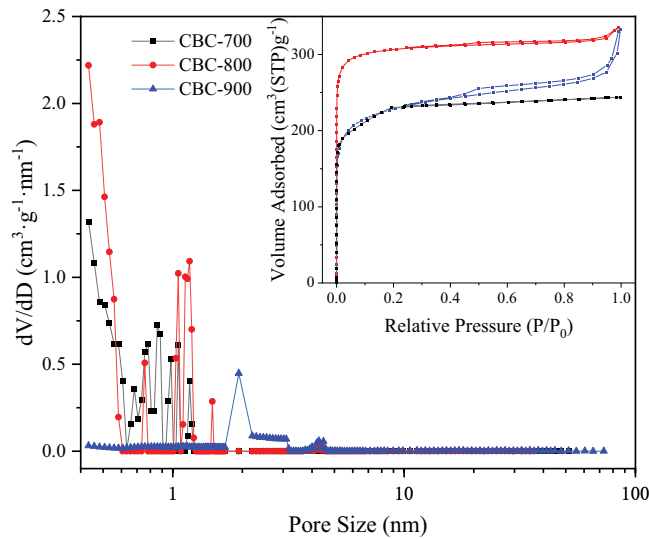 2.5
2.0
1.5
1.0
0.5
0.0
dV/dD (cm³·g⁻¹·nm⁻¹)
CBC-700
CBC-800
CBC-900
1
10
100
Pore Size (nm)
300
200
100
0
Volume Adsorbed (cm³(STP)g⁻¹
0.0 0.2 0.4 0.6 0.8 1.0
Relative Pressure (P/P₀)